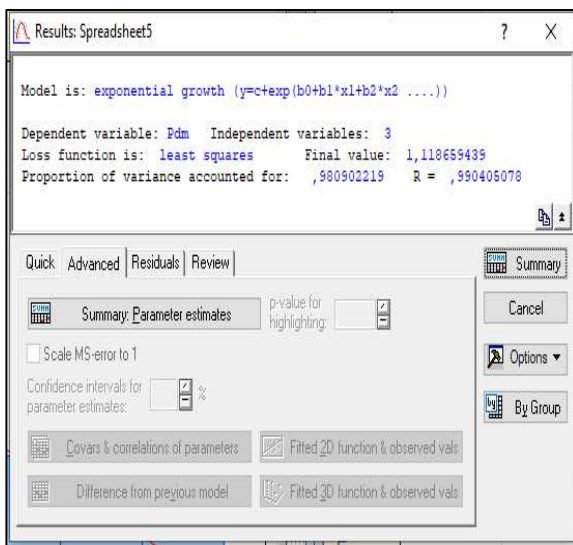 Results: Spreadsheet5 ? X
Model is: exponential growth (y=c+exp(b0+b1*x1+b2*x2 ....))
Dependent variable: Pdm Independent variables: 3
Loss function is: least squares Final value: 1,118659439
Proportion of variance accounted for: ,980902219 R = ,990405078
Quick Advanced Residuals Review
Summary: Parameter estimates
p-value for
highlighting:
Scale MS-error to 1
Confidence intervals for
parameter estimates: %
Covars & correlations of parameters
Fitted 2D function & observed vals
Difference from previous model
Fitted 3D function & observed vals
Summary
Cancel
Options
By Group